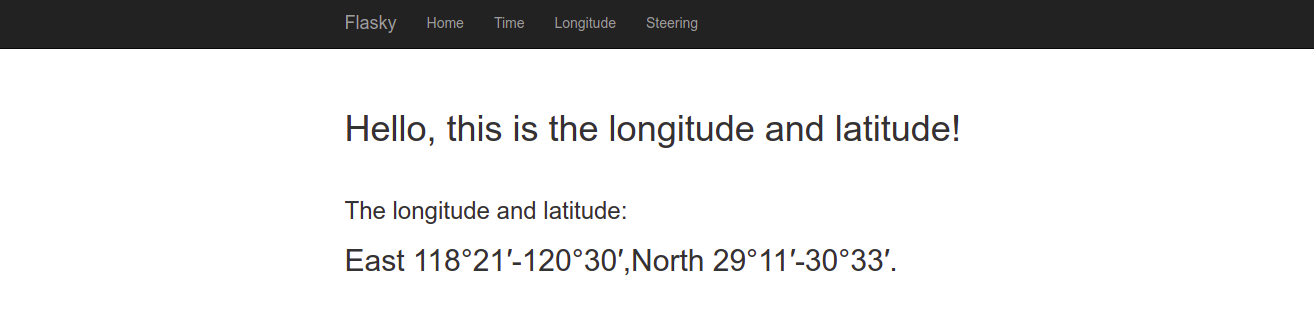 Flasky Home Time Longitude Steering
Hello, this is the longitude and latitude!
The longitude and latitude:
East 118°21′-120°30′,North 29°11′-30°33′.